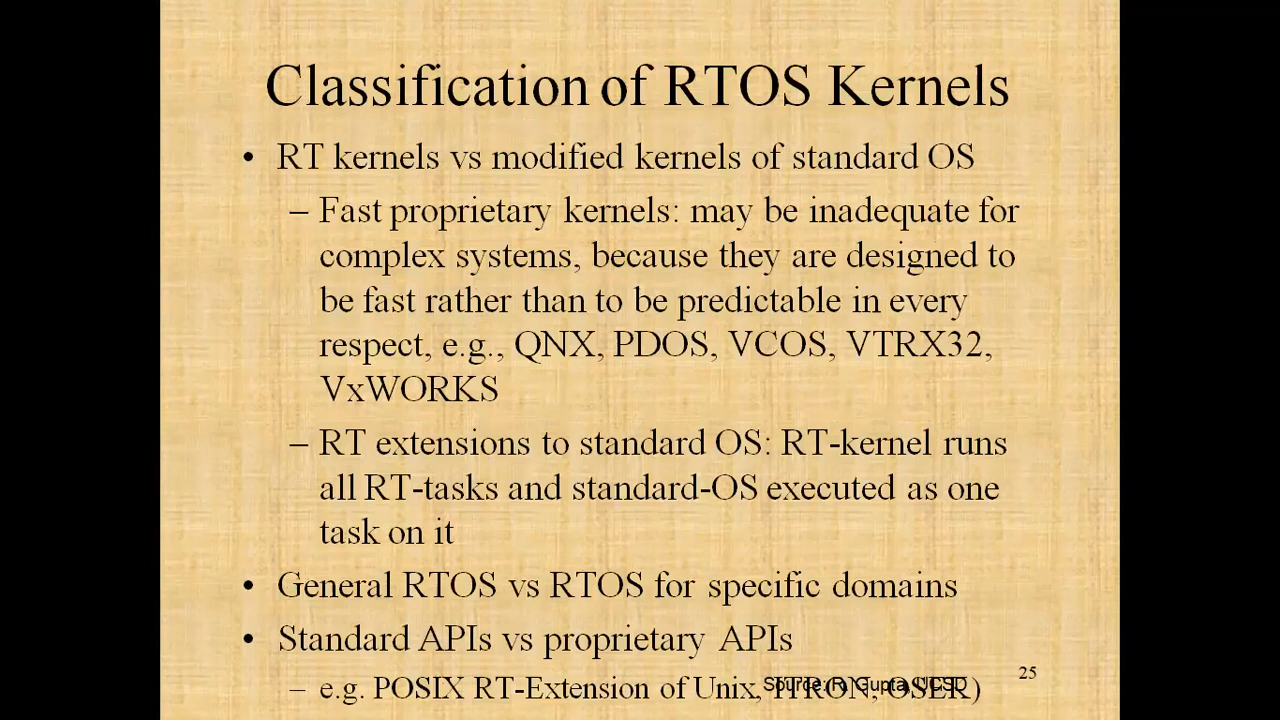 Classification of RTOS Kernels
• RT kernels vs modified kernels of standard OS
– Fast proprietary kernels: may be inadequate for
complex systems, because they are designed to
be fast rather than to be predictable in every
respect, e.g., QNX, PDOS, VCOS, VTRX32,
VxWORKS
– RT extensions to standard OS: RT-kernel runs
all RT-tasks and standard-OS executed as one
task on it
• General RTOS vs RTOS for specific domains
• Standard APIs vs proprietary APIs
– e.g. POSIX RT-Extension of Unix, ITRON, OSEK)
Source: R. Gupta, UCSD
25